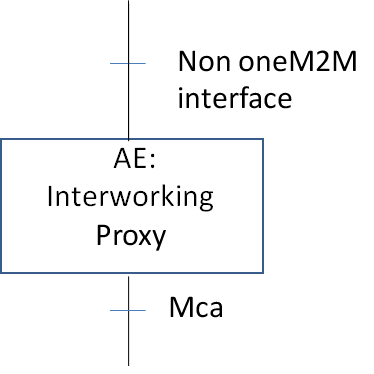 Non oneM2M
interface
AE:
Interworking
Proxy
Mca